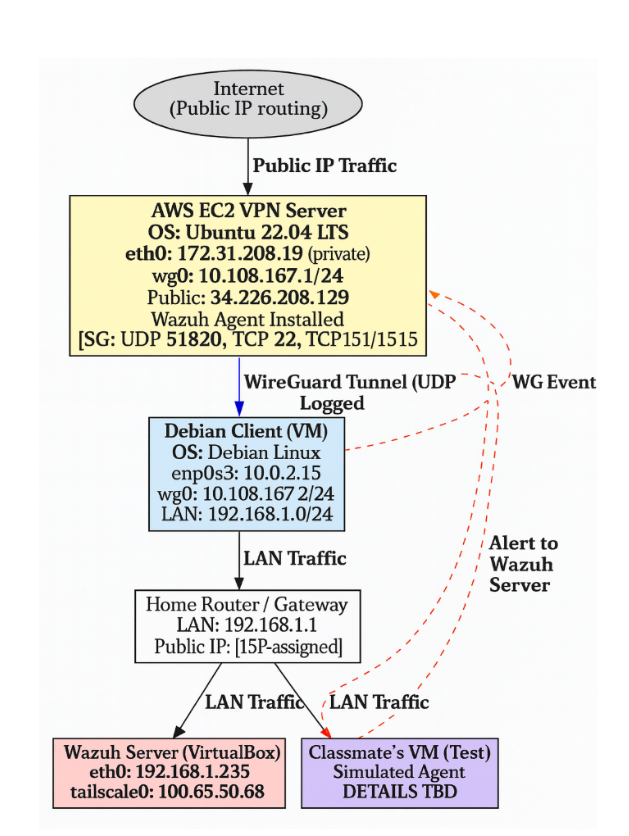 Internet
(Public IP routing)
Public IP Traffic
AWS EC2 VPN Server
OS: Ubuntu 22.04 LTS
eth0: 172.31.208.19 (private)
wg0: 10.108.167.1/24
Public: 34.226.208.129
Wazuh Agent Installed
[SG: UDP 51820, TCP 22, TCP151/1515
WireGuard Tunnel (UDP
Logged
WG Event
Debian Client (VM)
OS: Debian Linux
enp0s3: 10.0.2.15
wg0: 10.108.167 2/24
LAN: 192.168.1.0/24
LAN Traffic
Alert to
Wazuh
Server
Home Router / Gateway
LAN: 192.168.1.1
Public IP: [15P-assigned]
LAN Traffic
LAN Traffic
Wazuh Server (VirtualBox)
eth0: 192.168.1.235
tailscale0: 100.65.50.68
Classmate's VM (Test)
Simulated Agent
DETAILS TBD